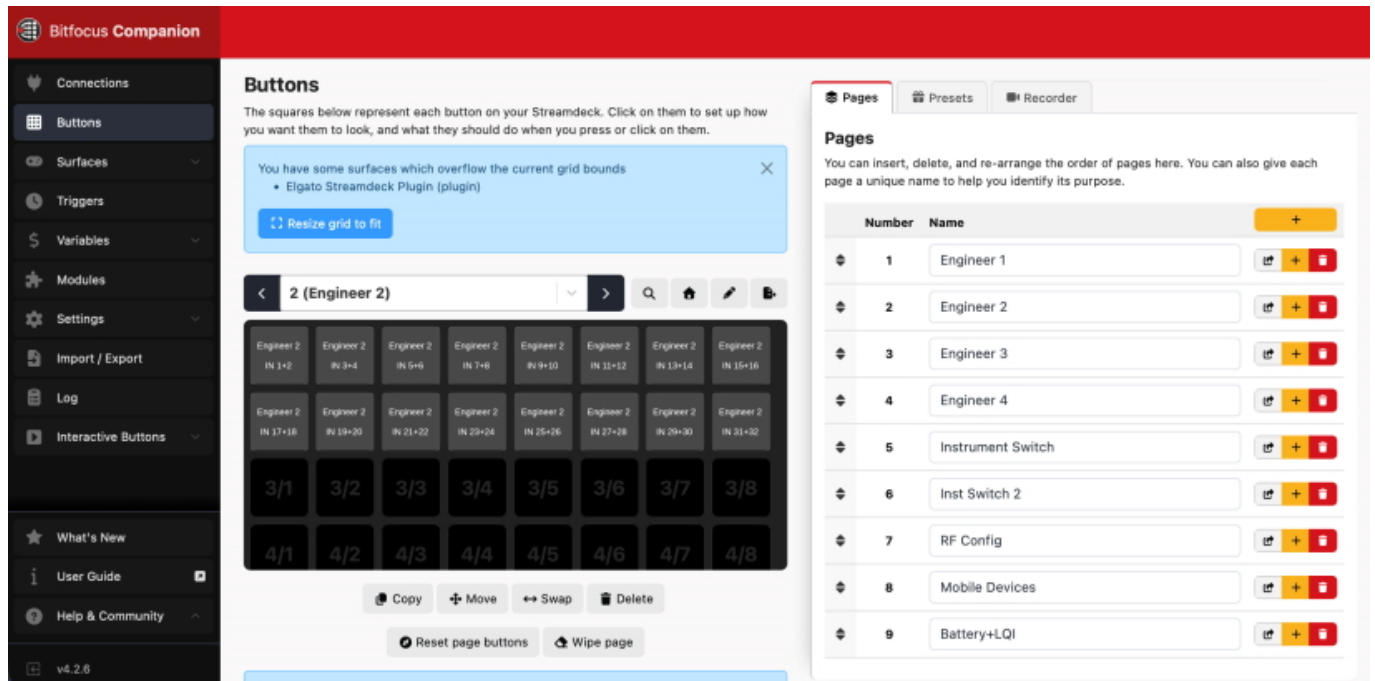 Bitfocus Companion
Connections
Buttons
Surfaces
Triggers
Variables
Modules
Settings
Import / Export
Log
Interactive Buttons
What's New
User Guide
Help & Community
v4.2.6
Buttons
The squares below represent each button on your Streamdeck. Click on them to set up how
you want them to look, and what they should do when you press or click on them.
You have some surfaces which overflow the current grid bounds
• Elgato Streamdeck Plugin (plugin)
Resize grid to fit
2 (Engineer 2)
Engineer 2 Engineer 2 Engineer 2 Engineer 2 Engineer 2 Engineer 2 Engineer 2 Engineer 2
IN 1+2 IN 3+4 IN 5+6 IN 7+8 IN 9+10 IN 11+12 IN 13+14 IN 15+16
Engineer 2 Engineer 2 Engineer 2 Engineer 2 Engineer 2 Engineer 2 Engineer 2 Engineer 2
IN 17+18 IN 19+20 IN 21+22 IN 23+24 IN 25+26 IN 27+28 IN 29+30 IN 31+32
3/1 3/2 3/3 3/4 3/5 3/6 3/7 3/8
4/1 4/2 4/3 4/4 4/5 4/6 4/7 4/8
Copy Move Swap Delete
Reset page buttons Wipe page
Pages Presets Recorder
Pages
You can insert, delete, and re-arrange the order of pages here. You can also give each
page a unique name to help you identify its purpose.
Number Name +
1 Engineer 1 +
2 Engineer 2 +
3 Engineer 3 +
4 Engineer 4 +
5 Instrument Switch +
6 Inst Switch 2 +
7 RF Config +
8 Mobile Devices +
9 Battery+LQI +